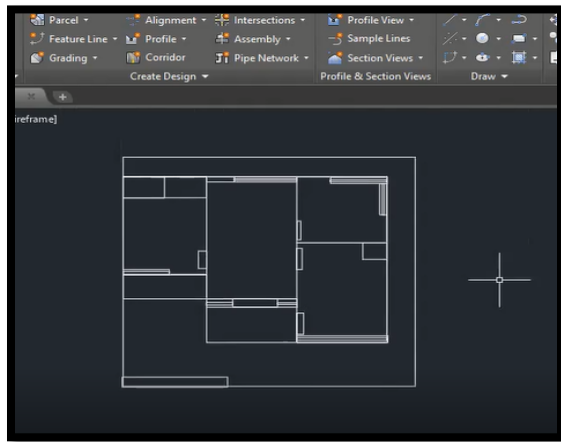 Parcel Alignment Intersections Profile View
Feature Line Profile Assembly Sample Lines
Grading Corridor Pipe Network Section Views
Create Design Profile & Section Views Draw
ireframe]